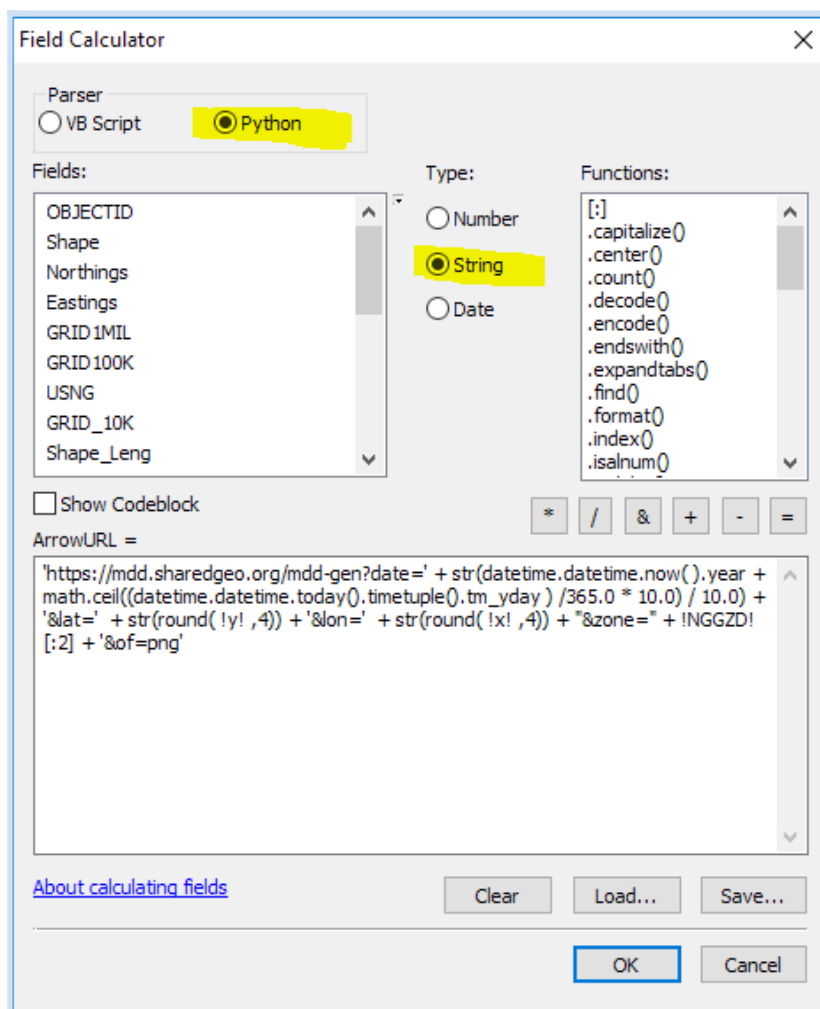 Field Calculator
Parser
VB Script
Python
Fields:
OBJECTID
Shape
Northings
Eastings
GRID1MIL
GRID100K
USNG
GRID_10K
Shape_Leng
Type:
Number
String
Date
Functions:
[:]
.capitalize()
.center()
.count()
.decode()
.encode()
.endswith()
.expandtabs()
.find()
.format()
.index()
.isalnum()
Show Codeblock
* / & + - =
ArrowURL =
'https://mdd.sharedgeo.org/mdd-gen?date=' + str(datetime.datetime.now( ).year +
math.ceil((datetime.datetime.today().timetuple().tm_yday ) /365.0 * 10.0) / 10.0) +
'&lat=' + str(round( !y! ,4)) + '&lon=' + str(round( !x! ,4)) + "&zone=" + !NGGZD!
[:2] + '&of=png'
About calculating fields
Clear
Load...
Save...
OK
Cancel